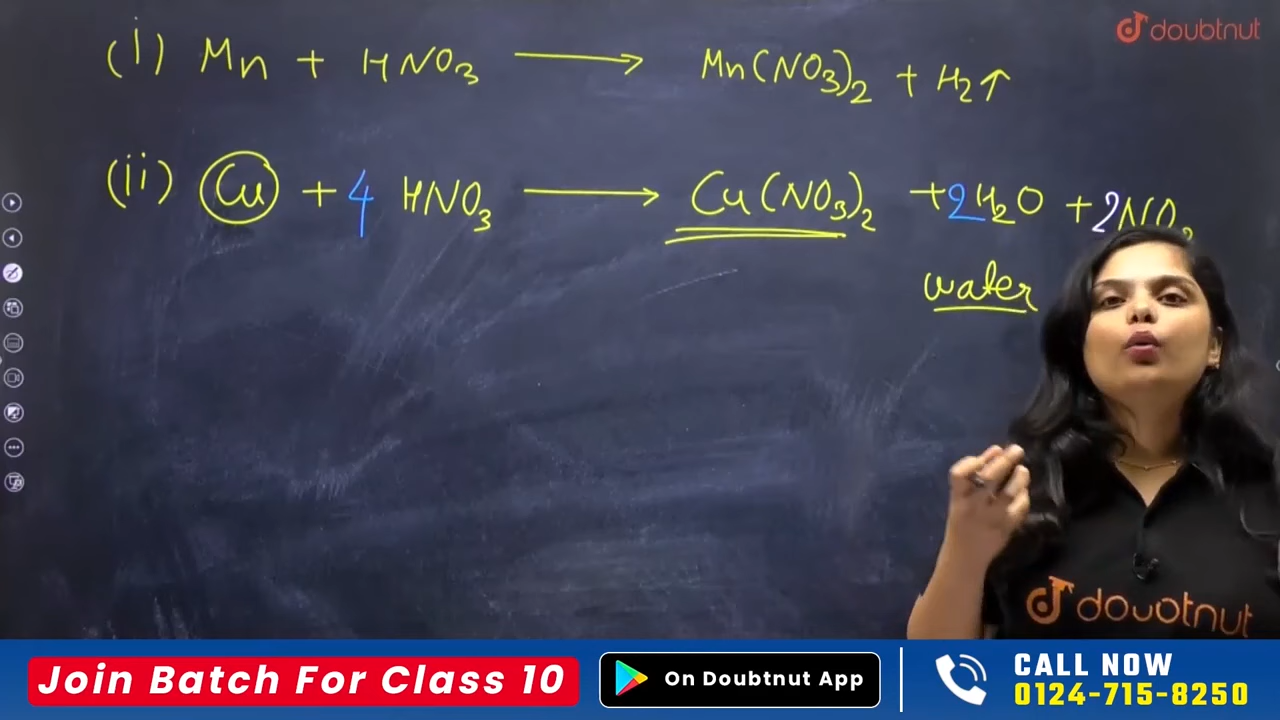 doubtnut
(i) Mn + HNO₃ ⟶ Mn(NO₃)₂ + H₂↑
(ii) Cu + 4 HNO₃ ⟶ Cu(NO₃)₂ + 2H₂O + 2NO₂
water
doubtnut
Join Batch For Class 10
On Doubtnut App
CALL NOW
0124-715-8250